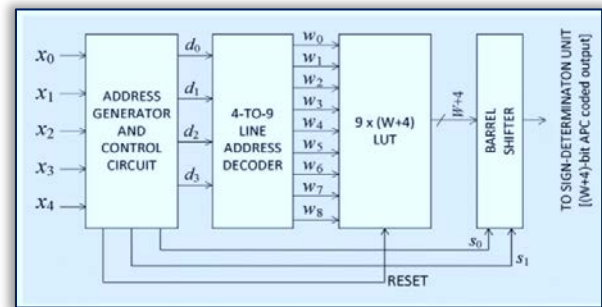 x0
x1
x2
x3
x4
ADDRESS
GENERATOR
AND
CONTROL
CIRCUIT
d0
d1
d2
d3
4-TO-9
LINE
ADDRESS
DECODER
w0
w1
w2
w3
w4
w5
w6
w7
w8
9 x (W+4)
LUT
W+4
BARREL
SHIFTER
TO SIGN-DETERMINATON UNIT
[(W+4)-bit APC coded output]
s0
s1
RESET